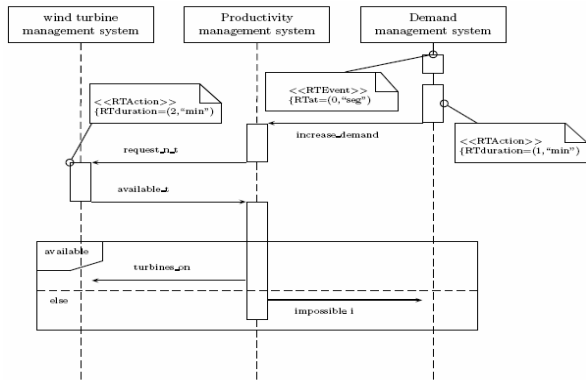 wind turbine
management system
Productivity
management system
Demand
management system
<<RTAction>>
{RTduration=(2,“min”)
<<RTEvent>>
{RTat=(0,“seg”)
<<RTAction>>
{RTduration=(1,“min”)
increase_demand
request_n_t
available_t
available
turbines_on
else
impossible_i